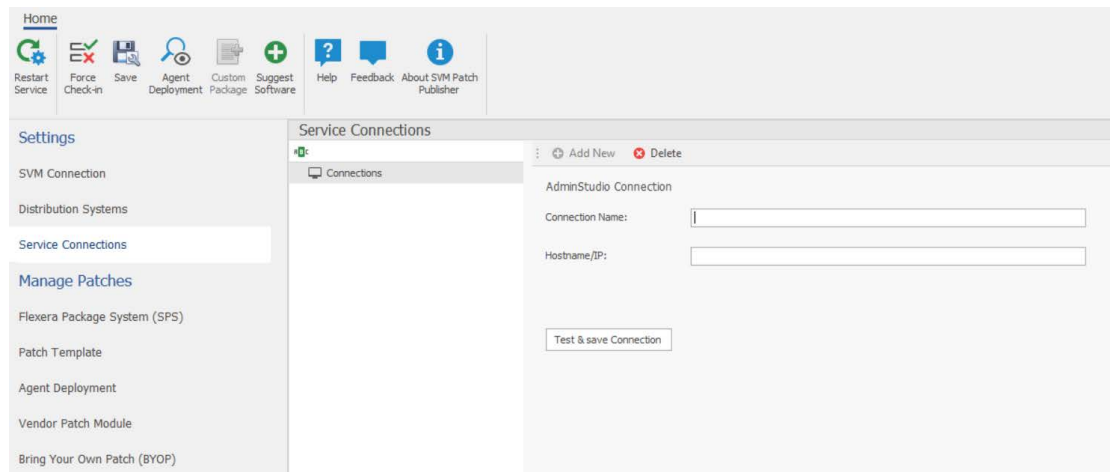 Home
Restart Service
Force Check-in
Save
Agent Deployment
Custom Package
Suggest Software
Help
Feedback
About SVM Patch Publisher
Settings
SVM Connection
Distribution Systems
Service Connections
Manage Patches
Flexera Package System (SPS)
Patch Template
Agent Deployment
Vendor Patch Module
Bring Your Own Patch (BYOP)
Service Connections
Connections
Add New
Delete
AdminStudio Connection
Connection Name:
Hostname/IP:
Test & save Connection